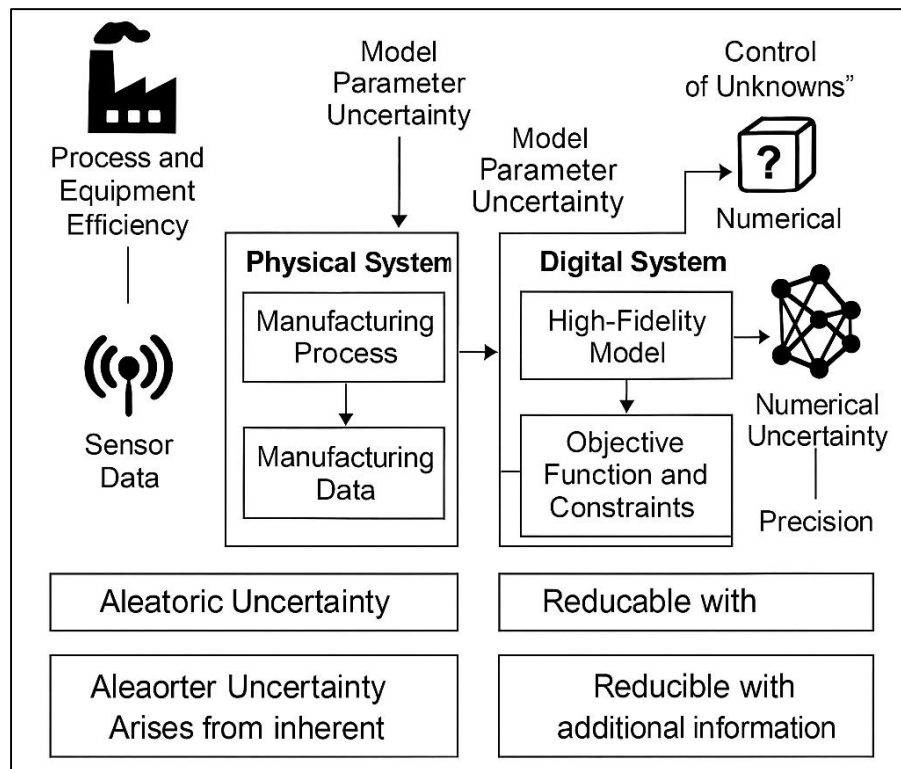 Process and
Equipment
Efficiency
Sensor
Data
Model
Parameter
Uncertainty
Model
Parameter
Uncertainty
Control
of Unknowns”
?
Numerical
Physical System
Manufacturing
Process
Manufacturing
Data
Digital System
High-Fidelity
Model
Objective
Function and
Constraints
Numerical
Uncertainty
Precision
Aleatoric Uncertainty
Reducable with
Aleaorter Uncertainty
Arises from inherent
Reducible with
additional information